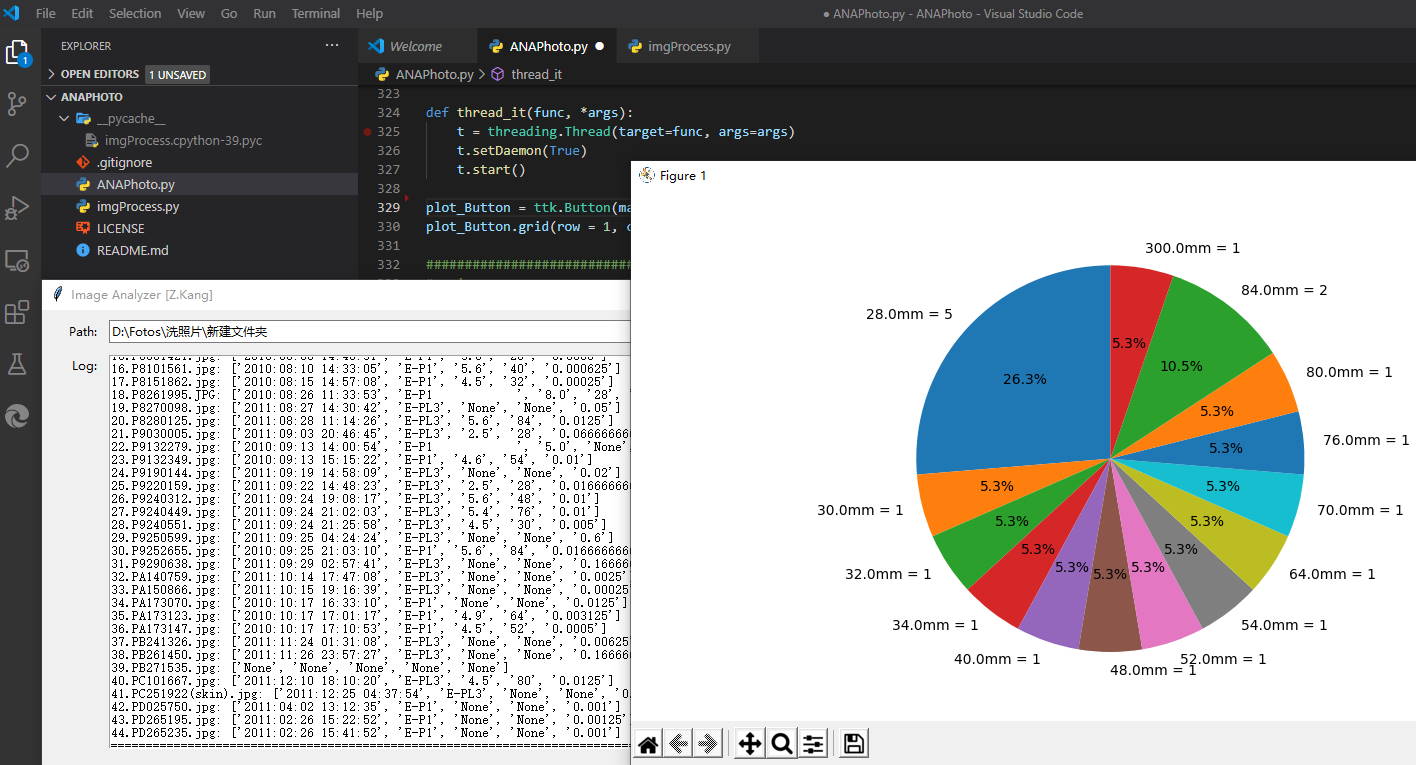 File Edit Selection View Go Run Terminal Help
● ANAPhoto.py - ANAPhoto - Visual Studio Code
EXPLORER
OPEN EDITORS 1 UNSAVED
ANAPHOTO
__pycache__
imgProcess.cpython-39.pyc
.gitignore
ANAPhoto.py
imgProcess.py
LICENSE
README.md
1
Welcome
ANAPhoto.py
imgProcess.py
ANAPhoto.py > thread_it
323
324 def thread_it(func, *args):
325 t = threading.Thread(target=func, args=args)
326 t.setDaemon(True)
327 t.start()
328
329 plot_Button = ttk.Button(ma
330 plot_Button.grid(row = 1, c
331
332 ##########################
Image Analyzer [Z.Kang]
Path: D:\Fotos\洗照片\新建文件夹
Log:
16.P8101561.jpg: ['2010:08:10 14:33:05', 'E-P1', '5.6', '40', '0.000625']
17.P8151862.jpg: ['2010:08:15 14:57:08', 'E-P1', '4.5', '32', '0.00025']
18.P8261995.JPG: ['2010:08:26 11:33:53', 'E-P1 ', '8.0', '28', '
19.P8270098.jpg: ['2011:08:27 14:30:42', 'E-PL3', 'None', 'None', '0.05']
20.P8280125.jpg: ['2011:08:28 11:14:26', 'E-PL3', '5.6', '84', '0.0125']
21.P9030005.jpg: ['2011:09:03 20:46:45', 'E-PL3', '2.5', '28', '0.066666666
22.P9132279.jpg: ['2010:09:13 14:00:54', 'E-P1 ', '5.0', 'None'
23.P9132349.jpg: ['2010:09:13 15:15:22', 'E-P1', '4.6', '54', '0.01']
24.P9190144.jpg: ['2011:09:19 14:58:09', 'E-PL3', 'None', 'None', '0.02']
25.P9220159.jpg: ['2011:09:22 14:48:23', 'E-PL3', '2.5', '28', '0.016666666
26.P9240312.jpg: ['2011:09:24 19:08:17', 'E-PL3', '5.6', '48', '0.01']
27.P9240449.jpg: ['2011:09:24 21:02:03', 'E-PL3', '5.4', '76', '0.01']
28.P9240551.jpg: ['2011:09:24 21:25:58', 'E-PL3', '4.5', '30', '0.005']
29.P9250599.jpg: ['2011:09:25 04:24:24', 'E-PL3', 'None', 'None', '0.6']
30.P9252655.jpg: ['2010:09:25 21:03:10', 'E-P1', '5.6', '84', '0.016666666
31.P9290638.jpg: ['2011:09:29 02:57:41', 'E-PL3', 'None', 'None', '0.16666
32.PA140759.jpg: ['2011:10:14 17:47:08', 'E-PL3', 'None', 'None', '0.0025'
33.PA150866.jpg: ['2011:10:15 19:16:39', 'E-PL3', 'None', 'None', '0.00025
34.PA173070.jpg: ['2010:10:17 16:33:10', 'E-P1', 'None', 'None', '0.0125']
35.PA173123.jpg: ['2010:10:17 17:01:17', 'E-P1', '4.9', '64', '0.003125']
36.PA173147.jpg: ['2010:10:17 17:10:53', 'E-P1', '4.5', '52', '0.0005']
37.PB241326.jpg: ['2011:11:24 01:31:08', 'E-PL3', 'None', 'None', '0.00625'
38.PB261450.jpg: ['2011:11:26 23:57:27', 'E-PL3', 'None', 'None', '0.16666
39.PB271535.jpg: ['None', 'None', 'None', 'None', 'None']
40.PC101667.jpg: ['2011:12:10 18:10:20', 'E-PL3', '4.5', '80', '0.0125']
41.PC251922(skin).jpg: ['2011:12:25 04:37:54', 'E-PL3', 'None', 'None', '0.
42.PD025750.jpg: ['2011:04:02 13:12:35', 'E-P1', 'None', 'None', '0.001']
43.PD265195.jpg: ['2011:02:26 15:22:52', 'E-P1', 'None', 'None', '0.00125'
44.PD265235.jpg: ['2011:02:26 15:41:52', 'E-P1', 'None', 'None', '0.001']
Figure 1
300.0mm = 1
84.0mm = 2
28.0mm = 5
80.0mm = 1
76.0mm = 1
70.0mm = 1
30.0mm = 1
64.0mm = 1
32.0mm = 1
54.0mm = 1
34.0mm = 1
52.0mm = 1
40.0mm = 1
48.0mm = 1
5.3%
10.5%
26.3%
5.3%
5.3%
5.3%
5.3%
5.3%
5.3%
5.3%
5.3%
5.3%
5.3%
5.3%